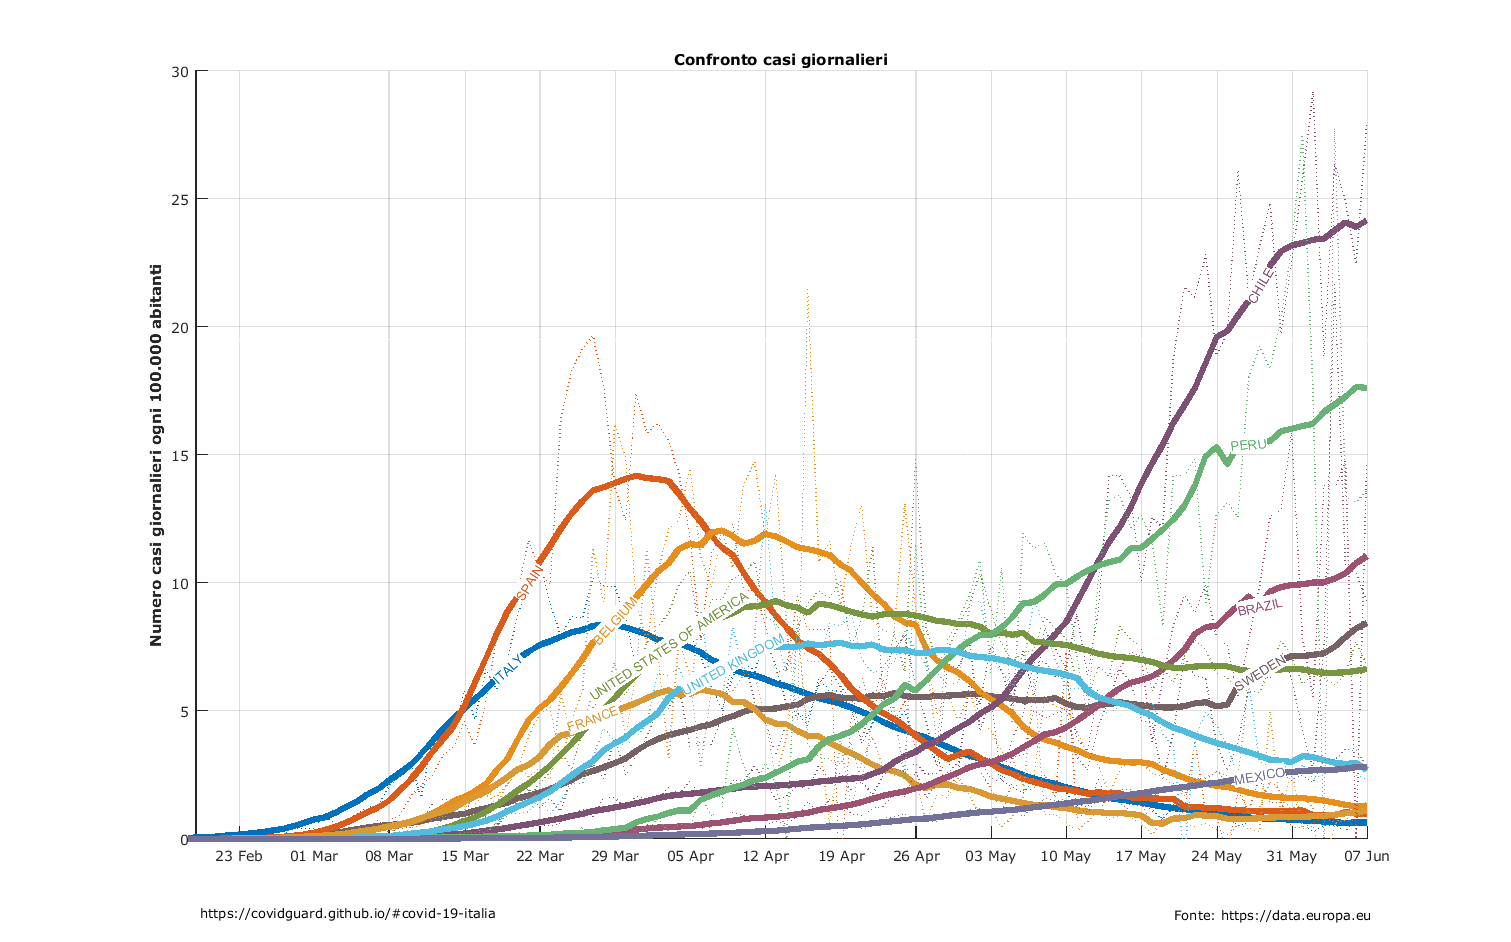 Confronto casi giornalieri
Numero casi giornalieri ogni 100.000 abitanti
30
25
20
15
10
5
0
CHILE
PERU
BRAZIL
SWEDEN
MEXICO
SPAIN
BELGIUM
ITALY
UNITED STATES OF AMERICA
UNITED KINGDOM
FRANCE
23 Feb 01 Mar 08 Mar 15 Mar 22 Mar 29 Mar 05 Apr 12 Apr 19 Apr 26 Apr 03 May 10 May 17 May 24 May 31 May 07 Jun
https://covidguard.github.io/#covid-19-italia
Fonte: https://data.europa.eu